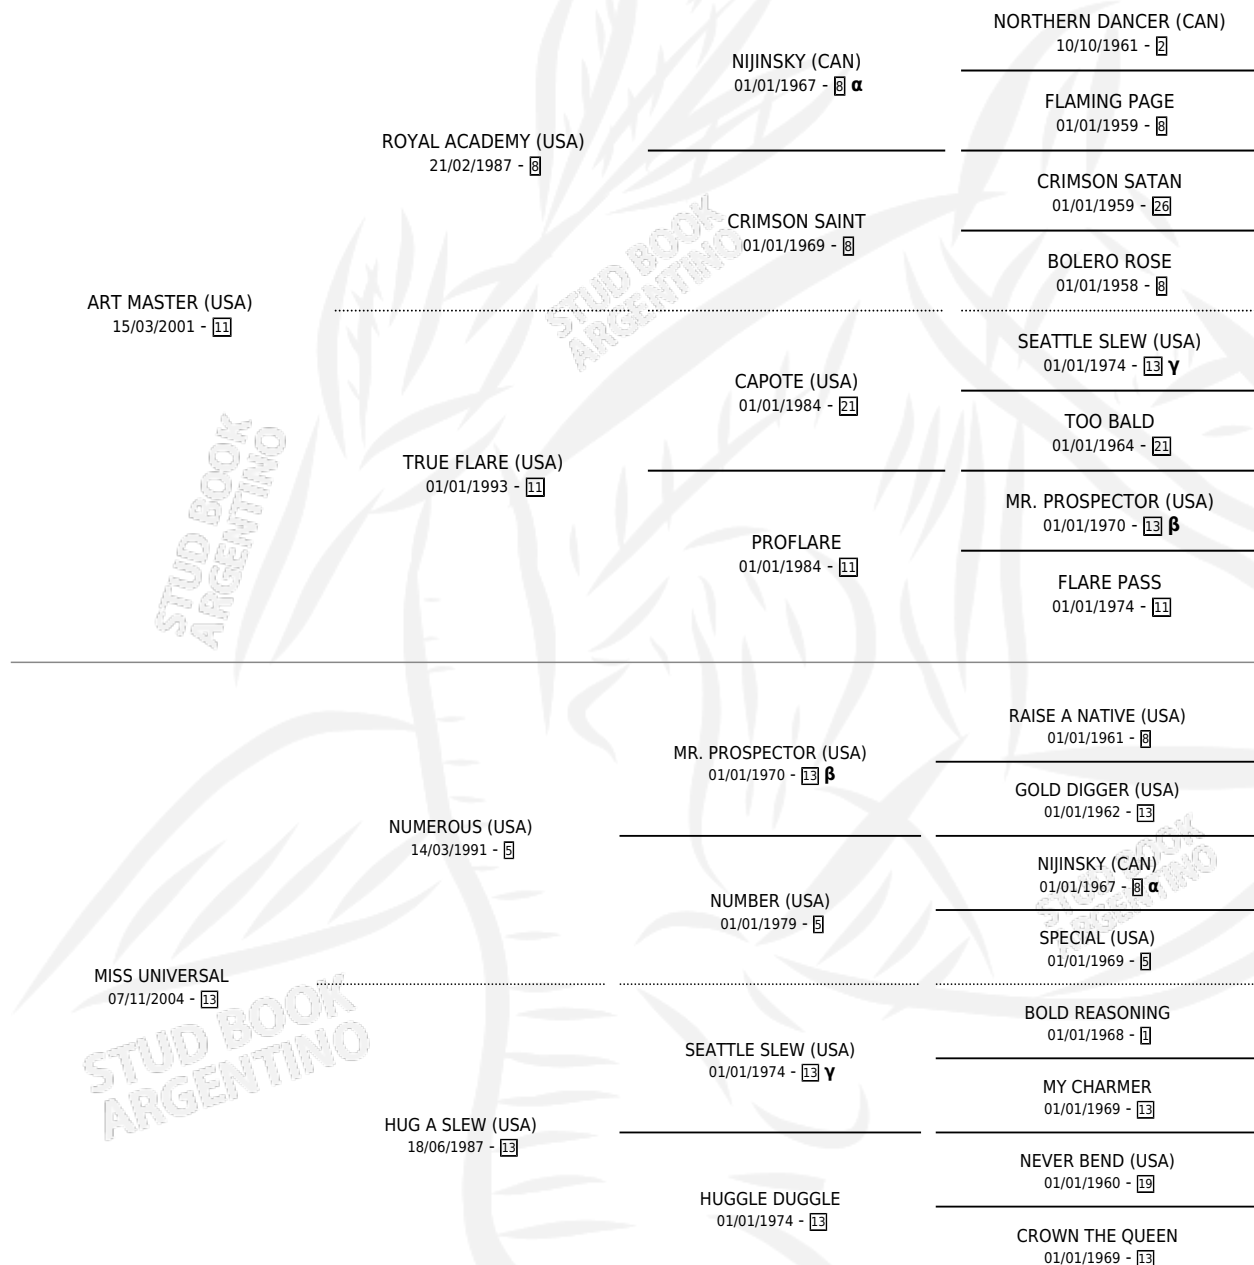 NORTHERN DANCER (CAN)
10/10/1961 - 2
NIJINSKY (CAN)
01/01/1967 - 8 α
FLAMING PAGE
01/01/1959 - 8
ROYAL ACADEMY (USA)
21/02/1987 - 8
CRIMSON SATAN
01/01/1959 - 26
CRIMSON SAINT
01/01/1969 - 8
BOLERO ROSE
01/01/1958 - 8
ART MASTER (USA)
15/03/2001 - 11
SEATTLE SLEW (USA)
01/01/1974 - 13 γ
CAPOTE (USA)
01/01/1984 - 21
TOO BALD
01/01/1964 - 21
TRUE FLARE (USA)
01/01/1993 - 11
MR. PROSPECTOR (USA)
01/01/1970 - 13 β
PROFLARE
01/01/1984 - 11
FLARE PASS
01/01/1974 - 11
STUD BOOK
ARGENTINO
STUD BOOK
ARGENTINO
RAISE A NATIVE (USA)
01/01/1961 - 8
MR. PROSPECTOR (USA)
01/01/1970 - 13 β
GOLD DIGGER (USA)
01/01/1962 - 13
NUMEROUS (USA)
14/03/1991 - 5
NIJINSKY (CAN)
01/01/1967 - 8 α
NUMBER (USA)
01/01/1979 - 5
SPECIAL (USA)
01/01/1969 - 5
MISS UNIVERSAL
07/11/2004 - 13
BOLD REASONING
01/01/1968 - 1
SEATTLE SLEW (USA)
01/01/1974 - 13 γ
MY CHARMER
01/01/1969 - 13
HUG A SLEW (USA)
18/06/1987 - 13
NEVER BEND (USA)
01/01/1960 - 19
HUGGLE DUGGLE
01/01/1974 - 13
CROWN THE QUEEN
01/01/1969 - 13
STUD BOOK
ARGENTINO
STUD BOOK
ARGENTINO